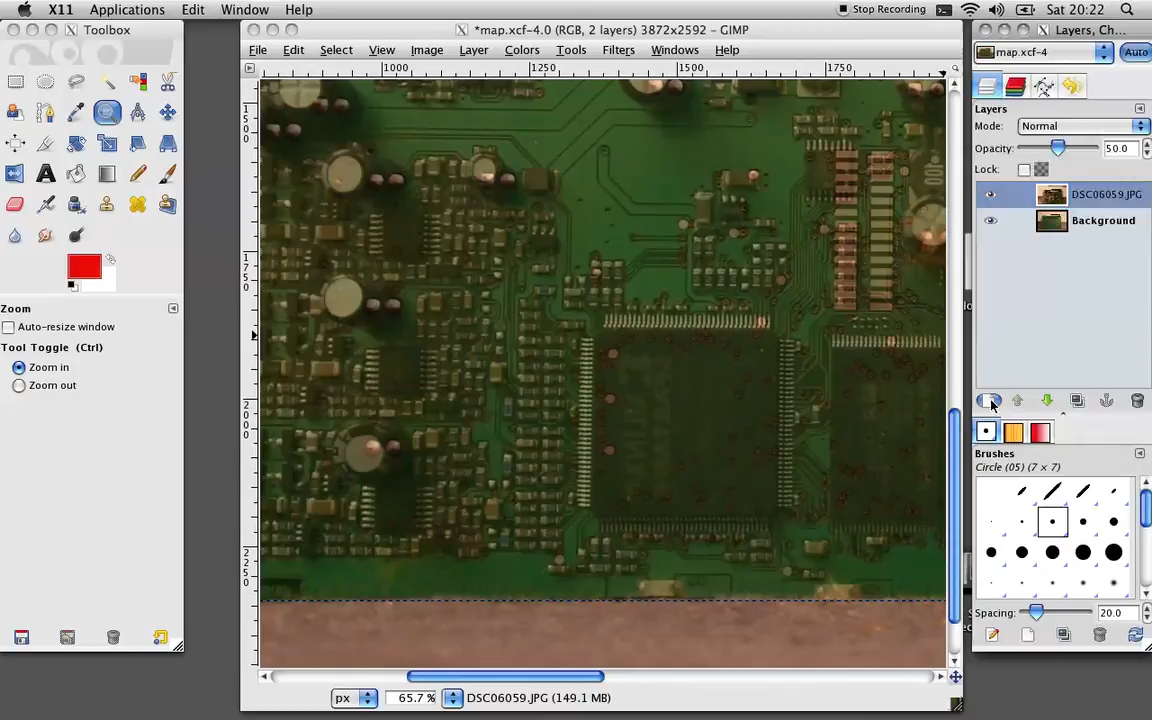 X11 Applications Edit Window Help Stop Recording Sat 20:22
Toolbox
*map.xcf-4.0 (RGB, 2 layers) 3872x2592 – GIMP
Layers, Ch...
File Edit Select View Image Layer Colors Tools Filters Windows Help
map.xcf-4 Auto
1000 1250 1500 1750
Layers
Mode: Normal
Opacity: 50.0
Lock:
DSC06059.JPG
Background
1500
1750
2000
2250
Zoom
Auto-resize window
Tool Toggle (Ctrl)
Zoom in
Zoom out
Brushes
Circle (05) (7 × 7)
Spacing: 20.0
px 65.7 % DSC06059.JPG (149.1 MB)